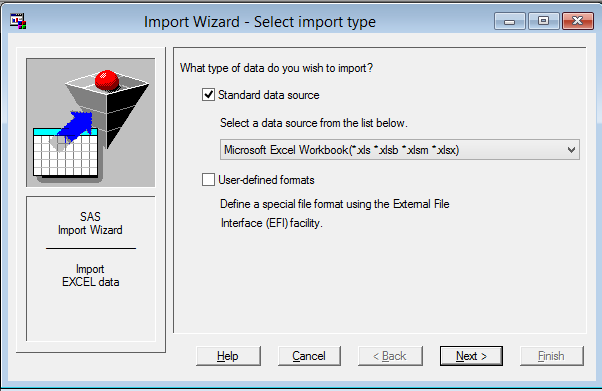 Import Wizard - Select import type
What type of data do you wish to import?
Standard data source
Select a data source from the list below.
Microsoft Excel Workbook(*.xls *.xlsb *.xlsm *.xlsx)
User-defined formats
Define a special file format using the External File
Interface (EFI) facility.
SAS
Import Wizard
Import
EXCEL data
Help
Cancel
< Back
Next >
Finish